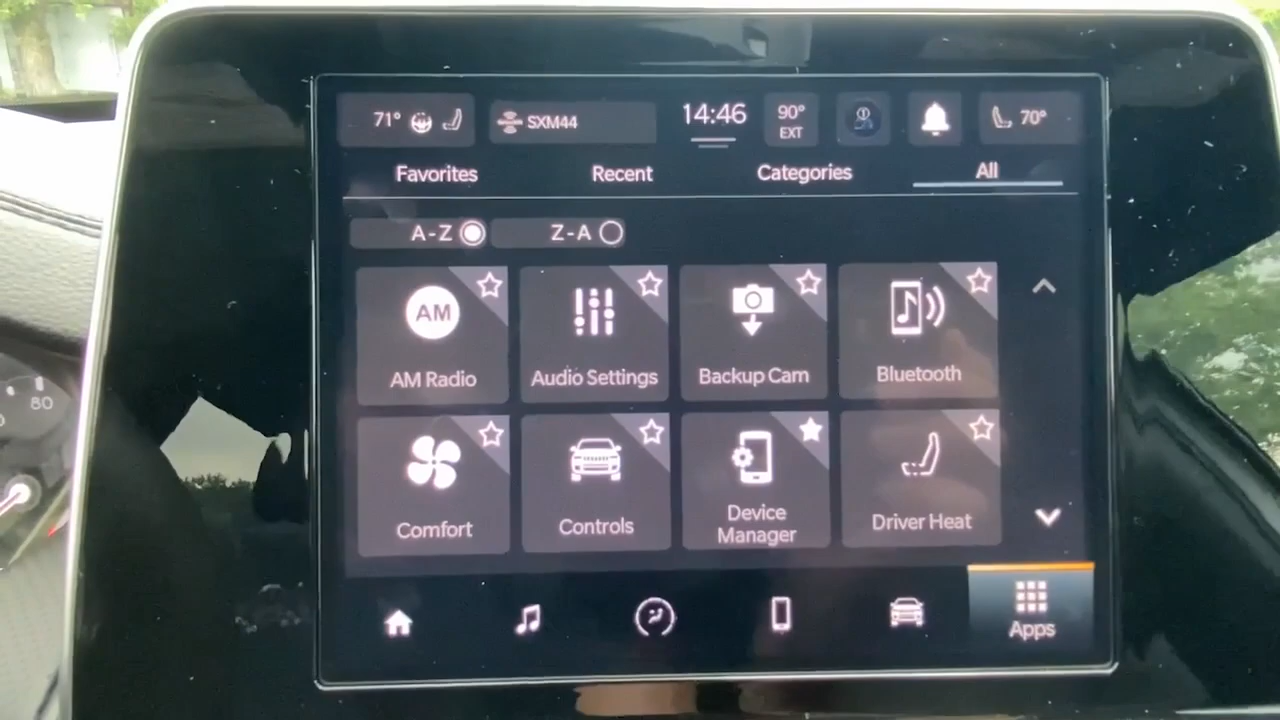 71° SXM44 14:46 90° EXT 70°
Favorites Recent Categories All
A-Z Z-A
AM
AM Radio Audio Settings Backup Cam Bluetooth
Comfort Controls Device Manager Driver Heat
Apps
80